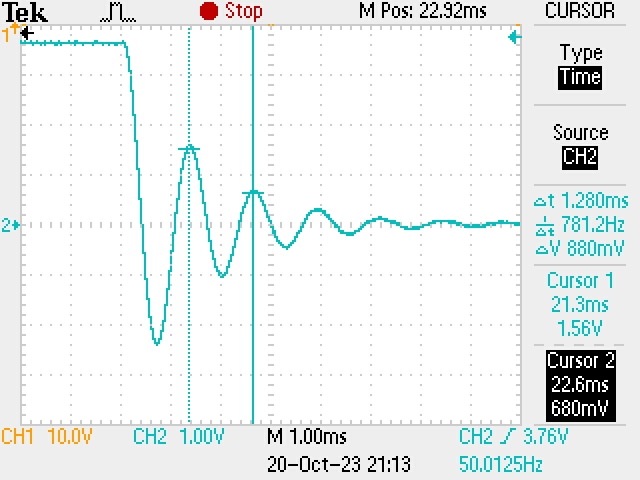 Tek Stop M Pos: 22.92ms CURSOR
1
Type
Time
Source
CH2
2
Δt 1.280ms
1/Δt 781.2Hz
ΔV 880mV
Cursor 1
21.3ms
1.56V
Cursor 2
22.6ms
680mV
CH1 10.0V CH2 1.00V M 1.00ms CH2 / 3.76V
20-Oct-23 21:13 50.0125Hz